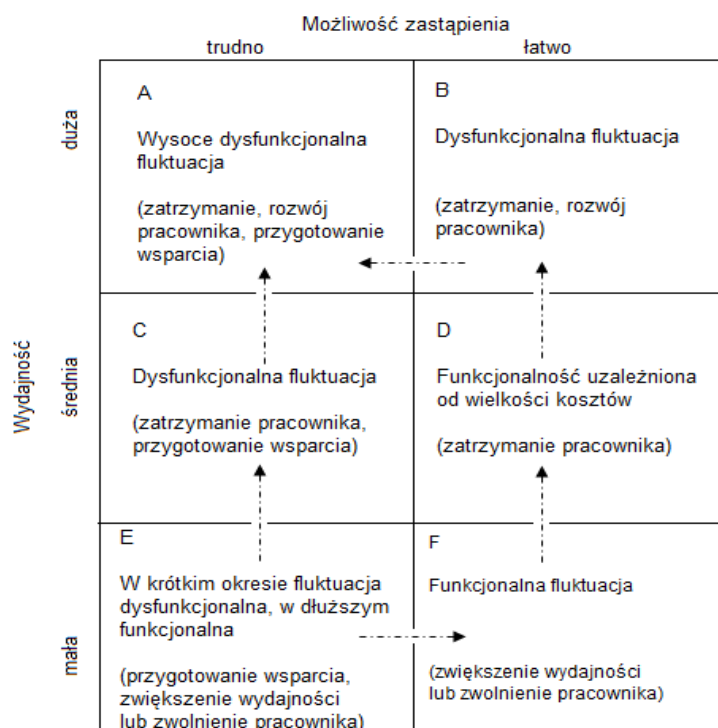 Możliwość zastąpienia
trudno
łatwo
Wydajność
duża
A
Wysoce dysfunkcjonalna
fluktuacja
(zatrzymanie, rozwój
pracownika, przygotowanie
wsparcia)
B
Dysfunkcjonalna fluktuacja
(zatrzymanie, rozwój
pracownika)
średnia
C
Dysfunkcjonalna fluktuacja
(zatrzymanie pracownika,
przygotowanie wsparcia)
D
Funkcjonalność uzależniona
od wielkości kosztów
(zatrzymanie pracownika)
mała
E
W krótkim okresie fluktuacja
dysfunkcjonalna, w dłuższym
funkcjonalna
(przygotowanie wsparcia,
zwiększenie wydajności
lub zwolnienie pracownika)
F
Funkcjonalna fluktuacja
(zwiększenie wydajności
lub zwolnienie pracownika)